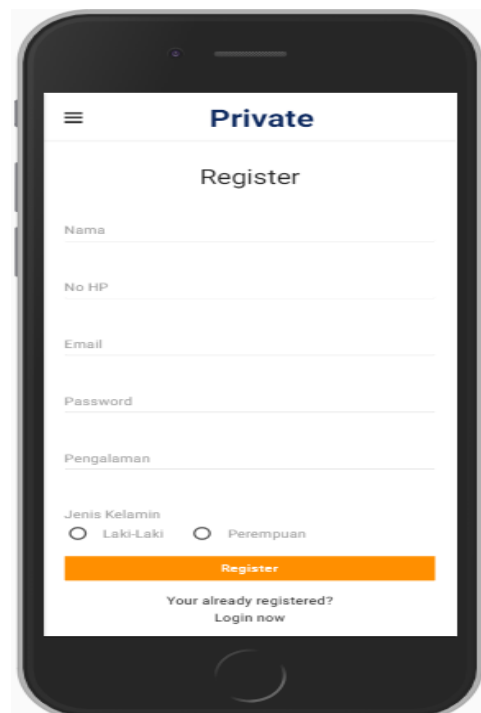 Private
Register
Nama
No HP
Email
Password
Pengalaman
Jenis Kelamin
Laki-Laki Perempuan
Register
Your already registered?
Login now